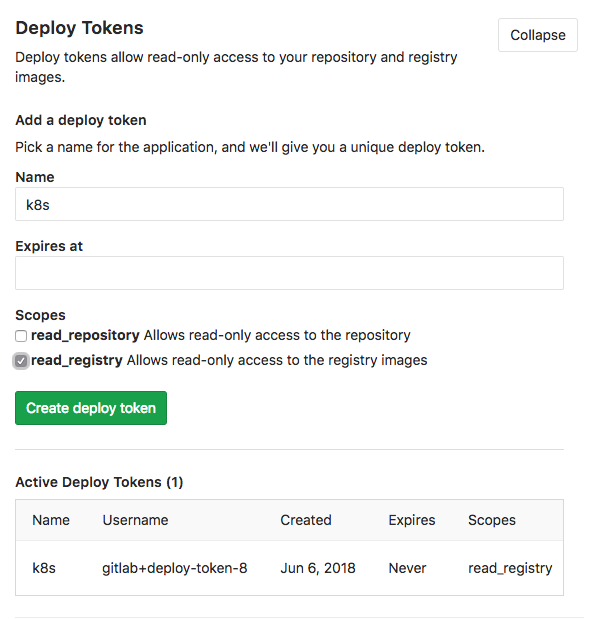 Deploy Tokens
Collapse
Deploy tokens allow read-only access to your repository and registry
images.
Add a deploy token
Pick a name for the application, and we'll give you a unique deploy token.
Name
k8s
Expires at
Scopes
read_repository Allows read-only access to the repository
read_registry Allows read-only access to the registry images
Create deploy token
Active Deploy Tokens (1)
Name Username Created Expires Scopes
k8s gitlab+deploy-token-8 Jun 6, 2018 Never read_registry